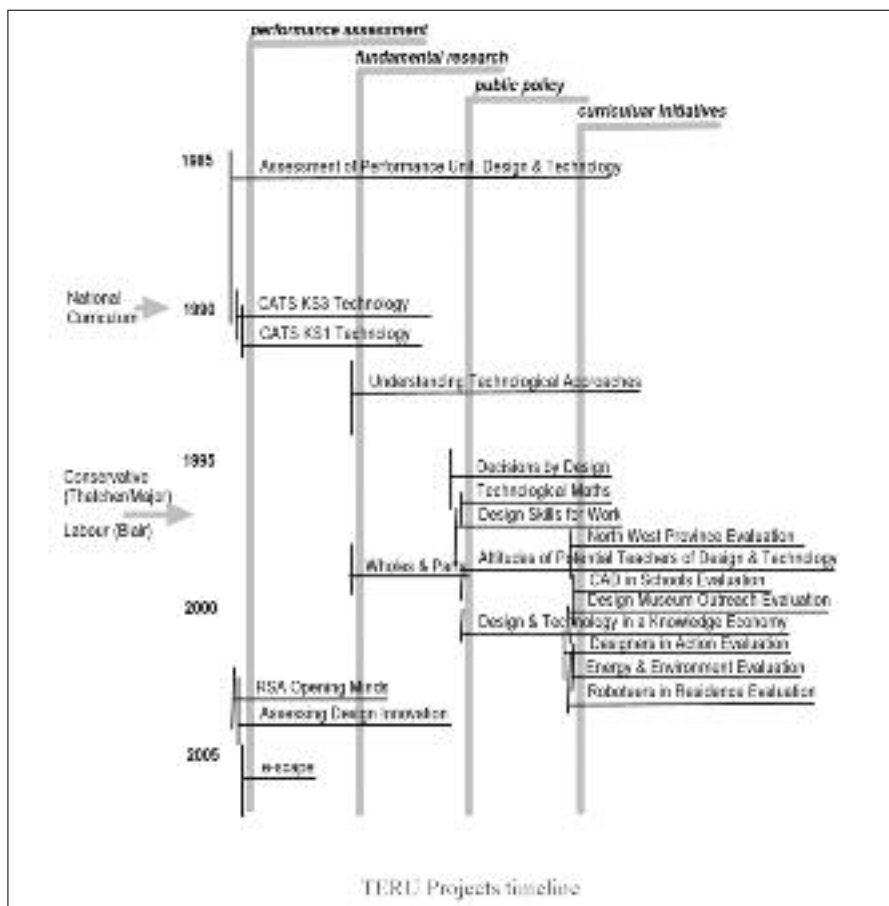 performance assessment
fundamental research
public policy
curriculuar initiatives
1985
Assessment of Performance Unit: Design & Technology
National
Curriculum
1990
CATS KS3 Technology
CATS KS1 Technology
Understanding Technological Approaches
1995
Conservative
(Thatcher/Major)
Labour (Blair)
Decisions by Design
Technological Maths
Design Skills for Work
North West Province Evaluation
Wholes & Parts
Attitudes of Potential Teachers of Design & Technology
CAD in Schools Evaluation
2000
Design Museum Outreach Evaluation
Design & Technology in a Knowledge Economy
Designers in Action Evaluation
Energy & Environment Evaluation
RSA Opening Minds
Roboteers in Residence Evaluation
Assessing Design Innovation
2005
e-scape
TERU Projects timeline